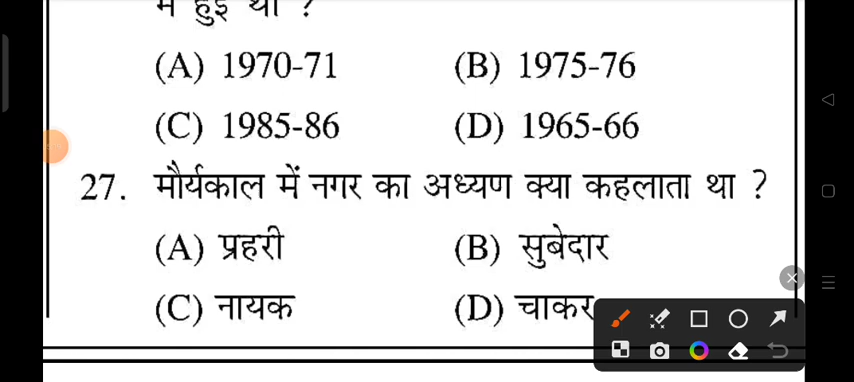 में हुई थी ?
(A) 1970-71 (B) 1975-76
(C) 1985-86 (D) 1965-66
27. मौर्यकाल में नगर का अध्यण क्या कहलाता था ?
(A) प्रहरी (B) सुबेदार
(C) नायक (D) चाकर